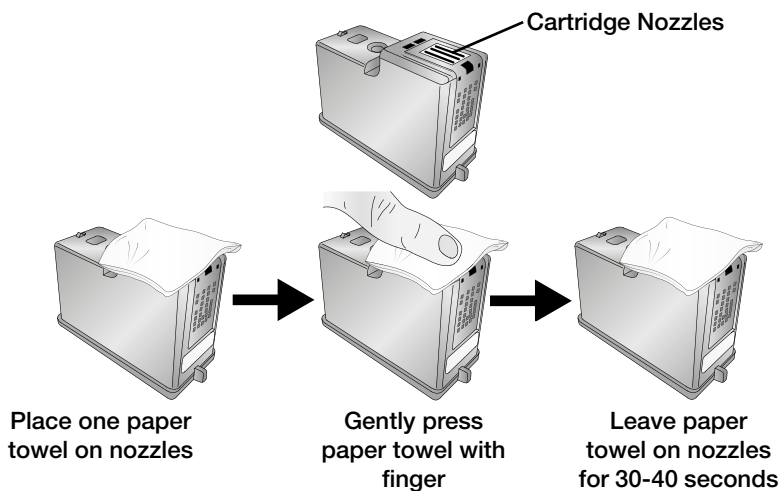 Cartridge Nozzles
Place one paper
towel on nozzles
Gently press
paper towel with
finger
Leave paper
towel on nozzles
for 30-40 seconds